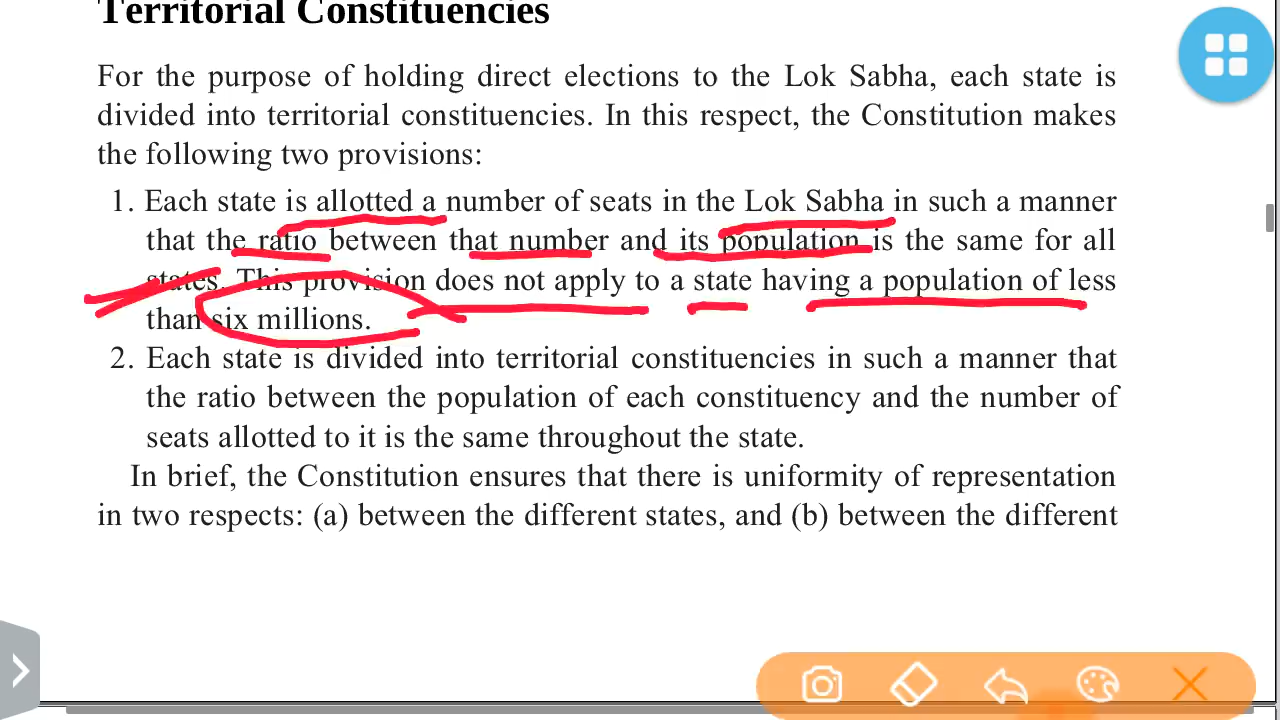 Territorial Constituencies
For the purpose of holding direct elections to the Lok Sabha, each state is
divided into territorial constituencies. In this respect, the Constitution makes
the following two provisions:
1. Each state is allotted a number of seats in the Lok Sabha in such a manner
that the ratio between that number and its population is the same for all
states. This provision does not apply to a state having a population of less
than six millions.
2. Each state is divided into territorial constituencies in such a manner that
the ratio between the population of each constituency and the number of
seats allotted to it is the same throughout the state.
In brief, the Constitution ensures that there is uniformity of representation
in two respects: (a) between the different states, and (b) between the different